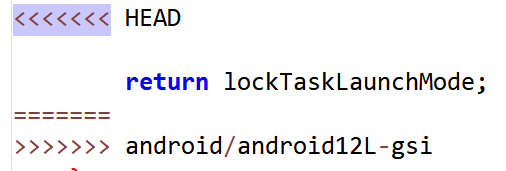 <<<<<<< HEAD
return lockTaskLaunchMode;
=======
>>>>>>> android/android12L-gsi